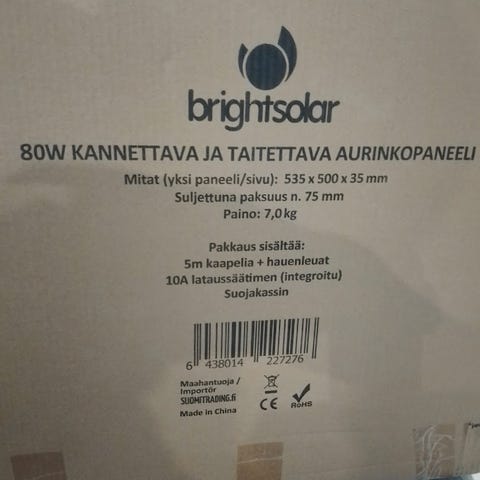 brightsolar
80W KANNETTAVA JA TAITETTAVA AURINKOPANEELI
Mitat (yksi paneeli/sivu): 535 x 500 x 35 mm
Suljettuna paksuus n. 75 mm
Paino: 7,0 kg
Pakkaus sisältää:
5m kaapelia + hauenleuat
10A lataussäätimen (integroitu)
Suojakassin
6 438014 227276
Maahantuoja /
Importör
SUOMITRADING.fi
Made in China
CE
RoHS